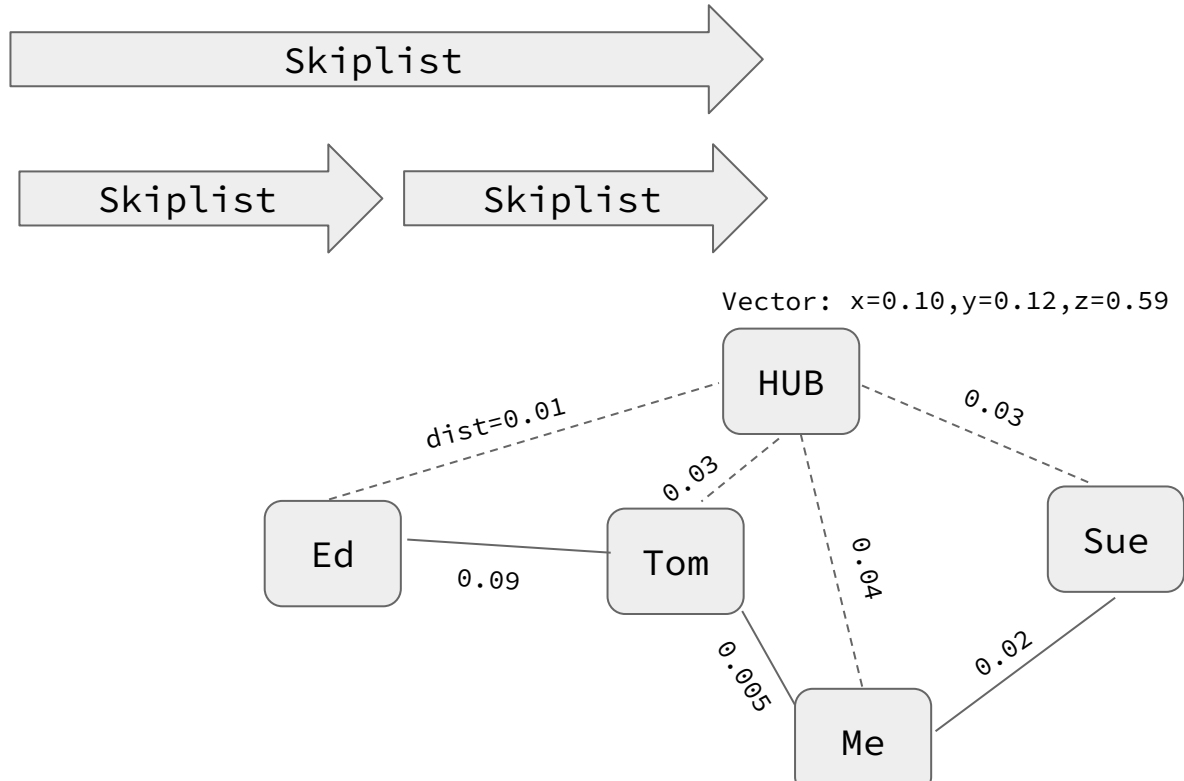 Skiplist
Skiplist
Skiplist
Vector: x=0.10,y=0.12,z=0.59
HUB
dist=0.01
0.03
0.03
Ed
Tom
Sue
0.09
0.04
0.005
0.02
Me